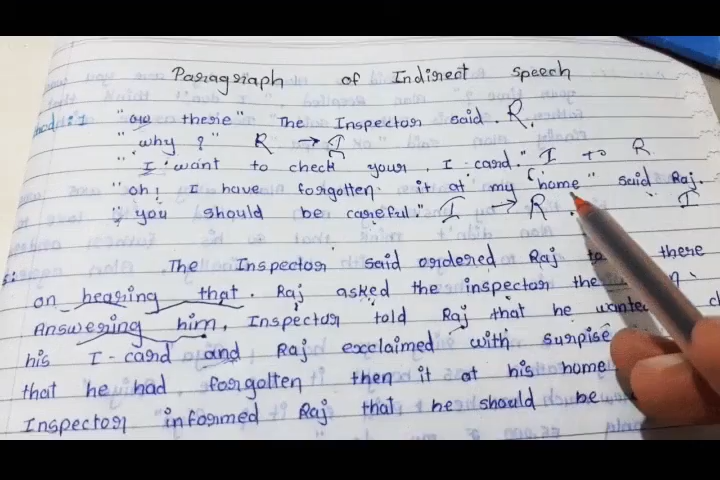 Paragraph of Indirect Speech
"go there" The Inspector said. R.
"why ?" R → I
"I want to check your, I card." I to R
"oh! I have forgotten it at my home" said Raj.
"you should be careful." I → R. I
The Inspector said ordered Raj to there
on hearing that. Raj asked the inspector the
Answering him, Inspector told Raj that he wanted
his I-card and Raj exclaimed with surpise
that he had forgotten then it at his home
Inspector informed Raj that he should be